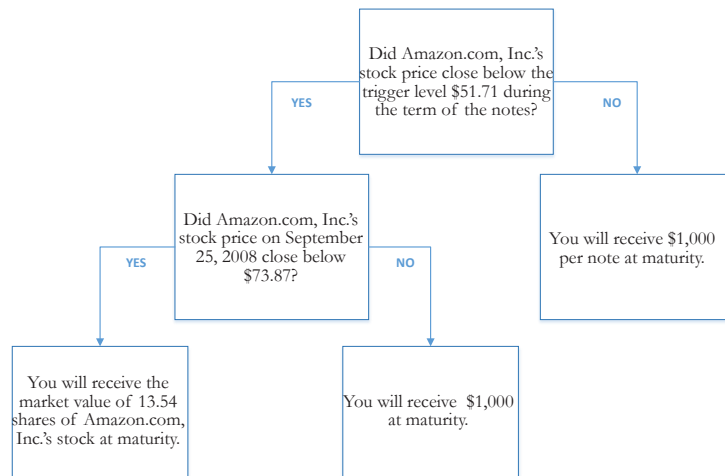 Did Amazon.com, Inc.'s
stock price close below the
trigger level $51.71 during
the term of the notes?
YES
NO
Did Amazon.com, Inc.'s
stock price on September
25, 2008 close below
$73.87?
You will receive $1,000
per note at maturity.
YES
NO
You will receive the
market value of 13.54
shares of Amazon.com,
Inc.'s stock at maturity.
You will receive $1,000
at maturity.